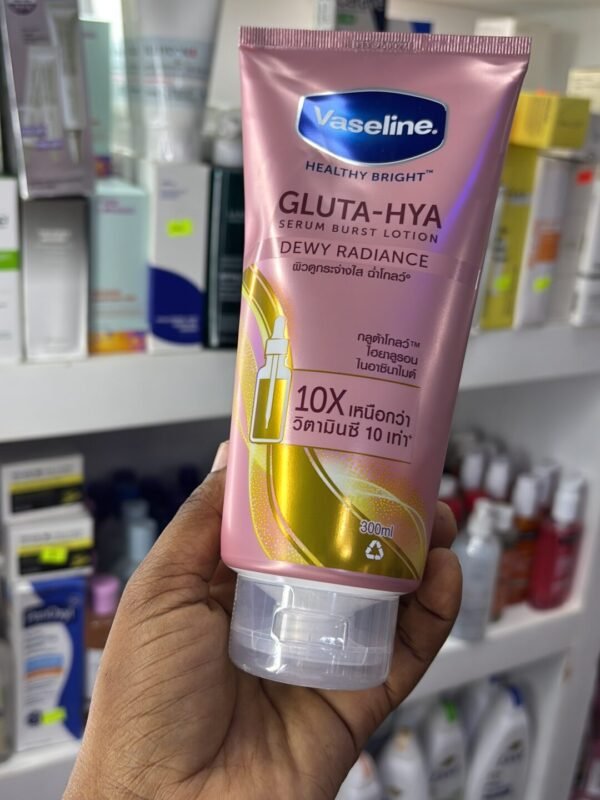 Vaseline.
HEALTHY BRIGHT™
GLUTA-HYA
SERUM BURST LOTION
DEWY RADIANCE
ผิวดูกระจ่างใส ฉ่ำโกลว์°
กลูต้าโกลว์™
ไฮยาลูรอน
ไนอาซินาไมด์
10X เหนือกว่า
วิตามินซี 10 เท่า*
300ml